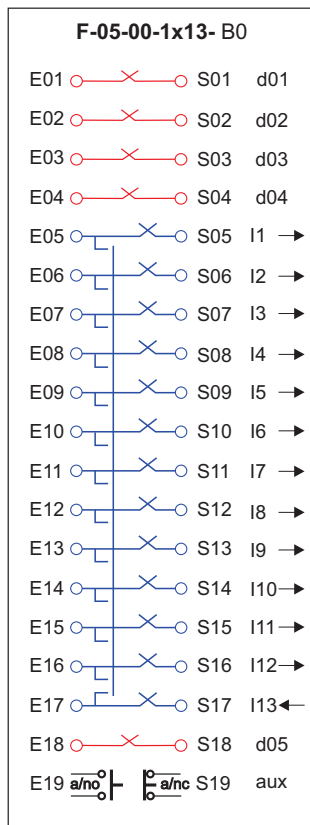 F-05-00-1x13- B0
E01 S01 d01
E02 S02 d02
E03 S03 d03
E04 S04 d04
E05 S05 I1
E06 S06 I2
E07 S07 I3
E08 S08 I4
E09 S09 I5
E10 S10 I6
E11 S11 I7
E12 S12 I8
E13 S13 I9
E14 S14 I10
E15 S15 I11
E16 S16 I12
E17 S17 I13
E18 S18 d05
E19 a/no a/nc S19 aux